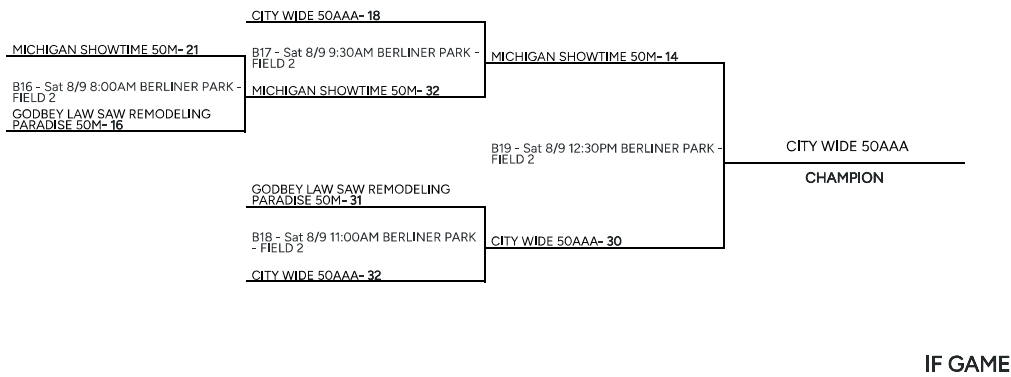 CITY WIDE 50AAA- 18
MICHIGAN SHOWTIME 50M- 21
B17 - Sat 8/9 9:30AM BERLINER PARK -
FIELD 2
MICHIGAN SHOWTIME 50M- 14
B16 - Sat 8/9 8:00AM BERLINER PARK -
FIELD 2
MICHIGAN SHOWTIME 50M- 32
GODBEY LAW SAW REMODELING
PARADISE 50M- 16
B19 - Sat 8/9 12:30PM BERLINER PARK -
FIELD 2
CITY WIDE 50AAA
CHAMPION
GODBEY LAW SAW REMODELING
PARADISE 50M- 31
B18 - Sat 8/9 11:00AM BERLINER PARK
- FIELD 2
CITY WIDE 50AAA- 30
CITY WIDE 50AAA- 32
IF GAME